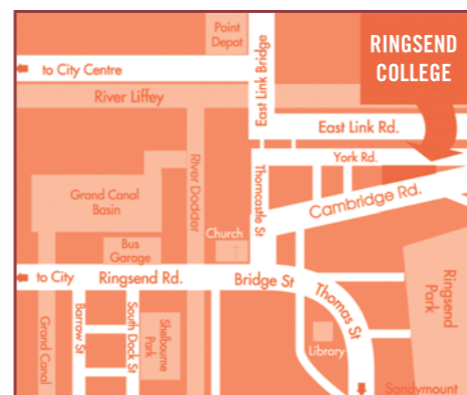 Point
Depot
RINGSEND
COLLEGE
to City Centre
East Link Bridge
River Liffey
East Link Rd.
York Rd.
River Dodder
Thorncastle St
Cambridge Rd.
Grand Canal
Basin
Church
Bus
Garage
to City
Ringsend Rd.
Bridge St
Thomas St
Ringsend
Park
Grand Canal
Barrow St
South Dock St
Shelbourne
Park
Library
Sandymount